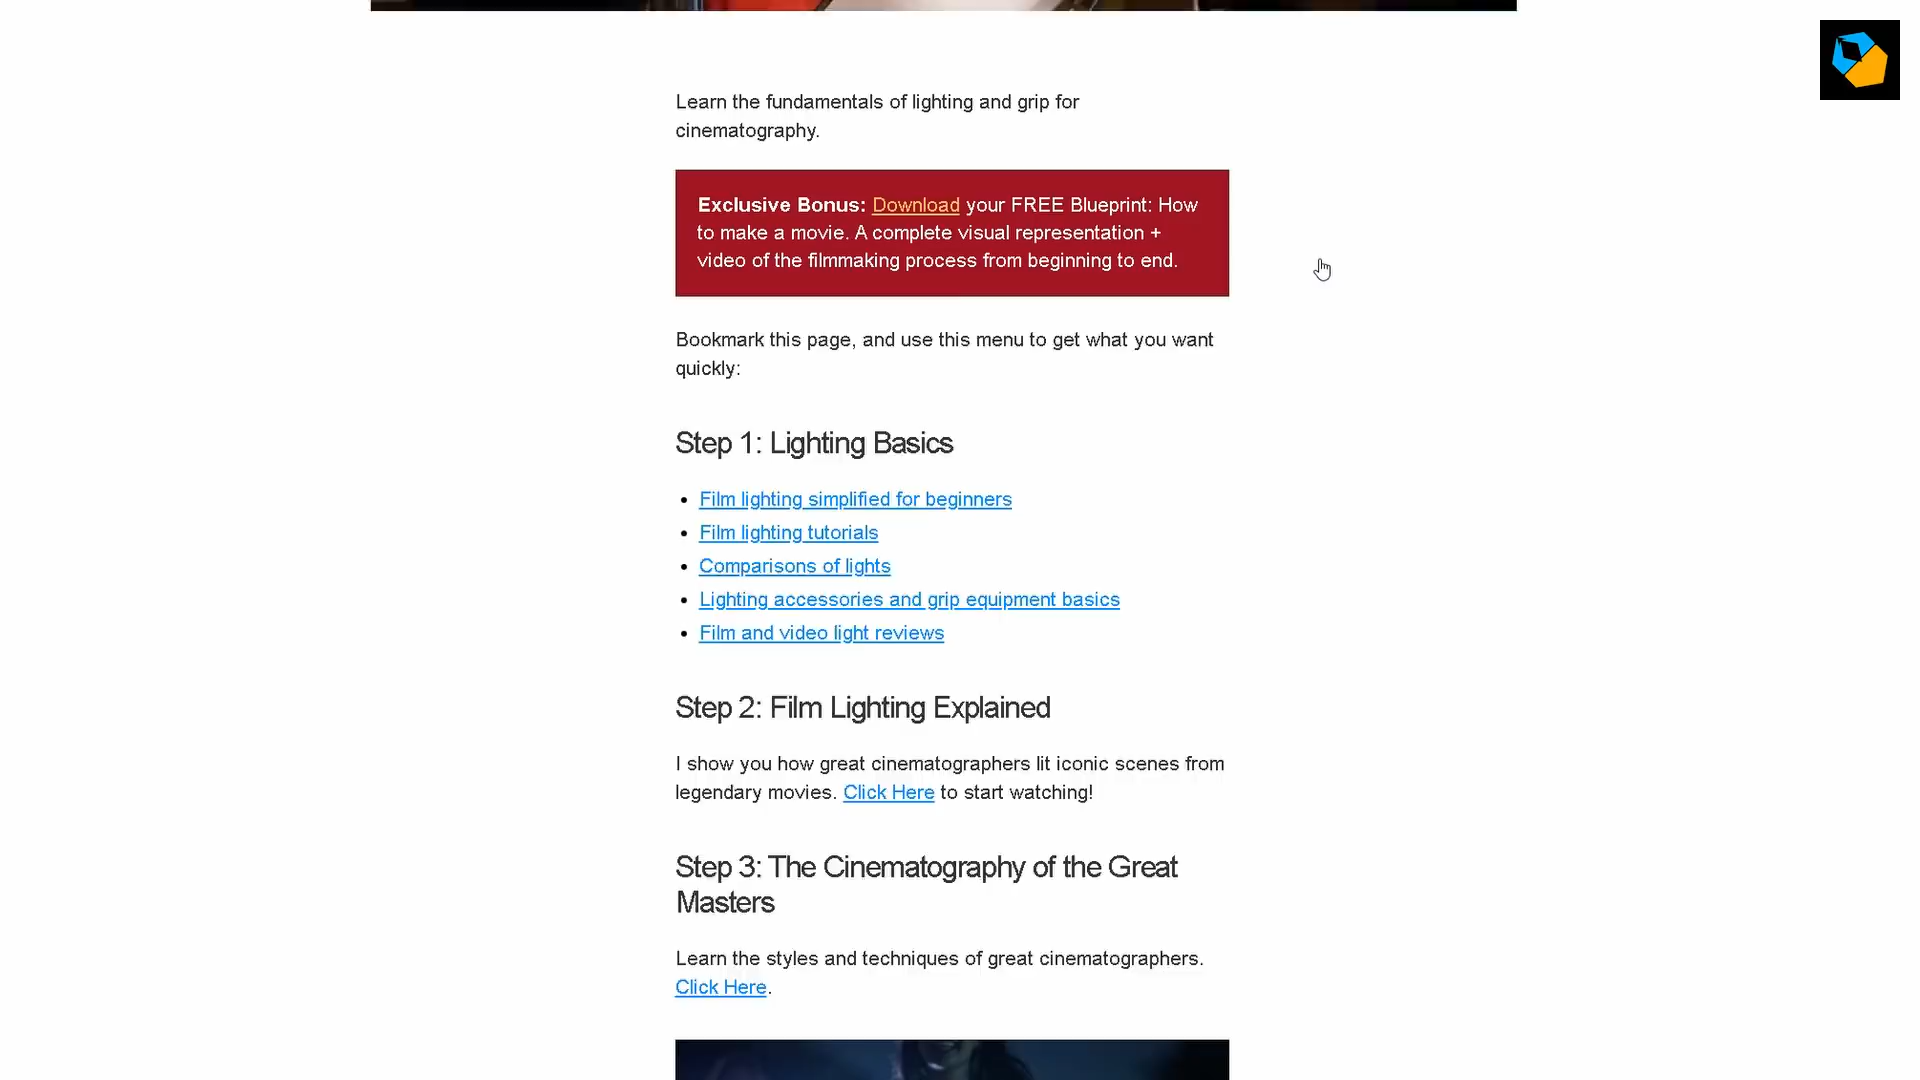 Learn the fundamentals of lighting and grip for
cinematography.
Exclusive Bonus: Download your FREE Blueprint: How
to make a movie. A complete visual representation +
video of the filmmaking process from beginning to end.
Bookmark this page, and use this menu to get what you want
quickly:
Step 1: Lighting Basics
• Film lighting simplified for beginners
• Film lighting tutorials
• Comparisons of lights
• Lighting accessories and grip equipment basics
• Film and video light reviews
Step 2: Film Lighting Explained
I show you how great cinematographers lit iconic scenes from
legendary movies. Click Here to start watching!
Step 3: The Cinematography of the Great
Masters
Learn the styles and techniques of great cinematographers.
Click Here.